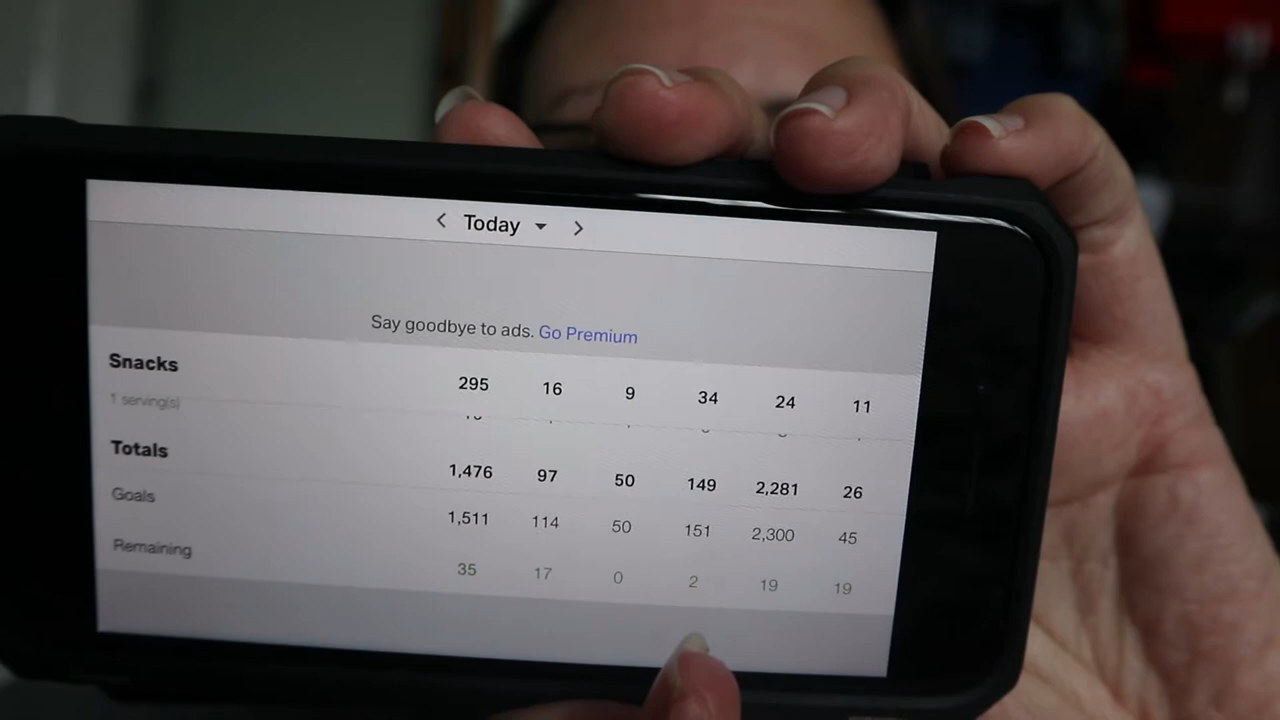 < Today >
Say goodbye to ads. Go Premium
Snacks 295 16 9 34 24 11
1 serving(s)
Totals 1,476 97 50 149 2,281 26
Goals 1,511 114 50 151 2,300 45
Remaining 35 17 0 2 19 19